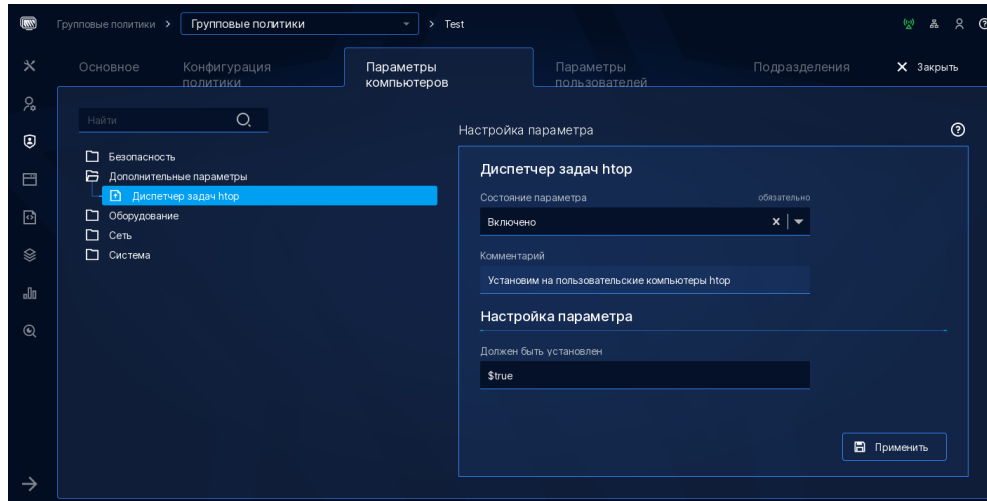 Групповые политики > Групповые политики > Test
Основное
Конфигурация
политики
Параметры
компьютеров
Параметры
пользователей
Подразделения
Закрыть
Найти
Безопасность
Дополнительные параметры
Диспетчер задач htop
Оборудование
Сеть
Система
Настройка параметра
Диспетчер задач htop
Состояние параметра обязательно
Включено
Комментарий
Установим на пользовательские компьютеры htop
Настройка параметра
Должен быть установлен
$true
Применить